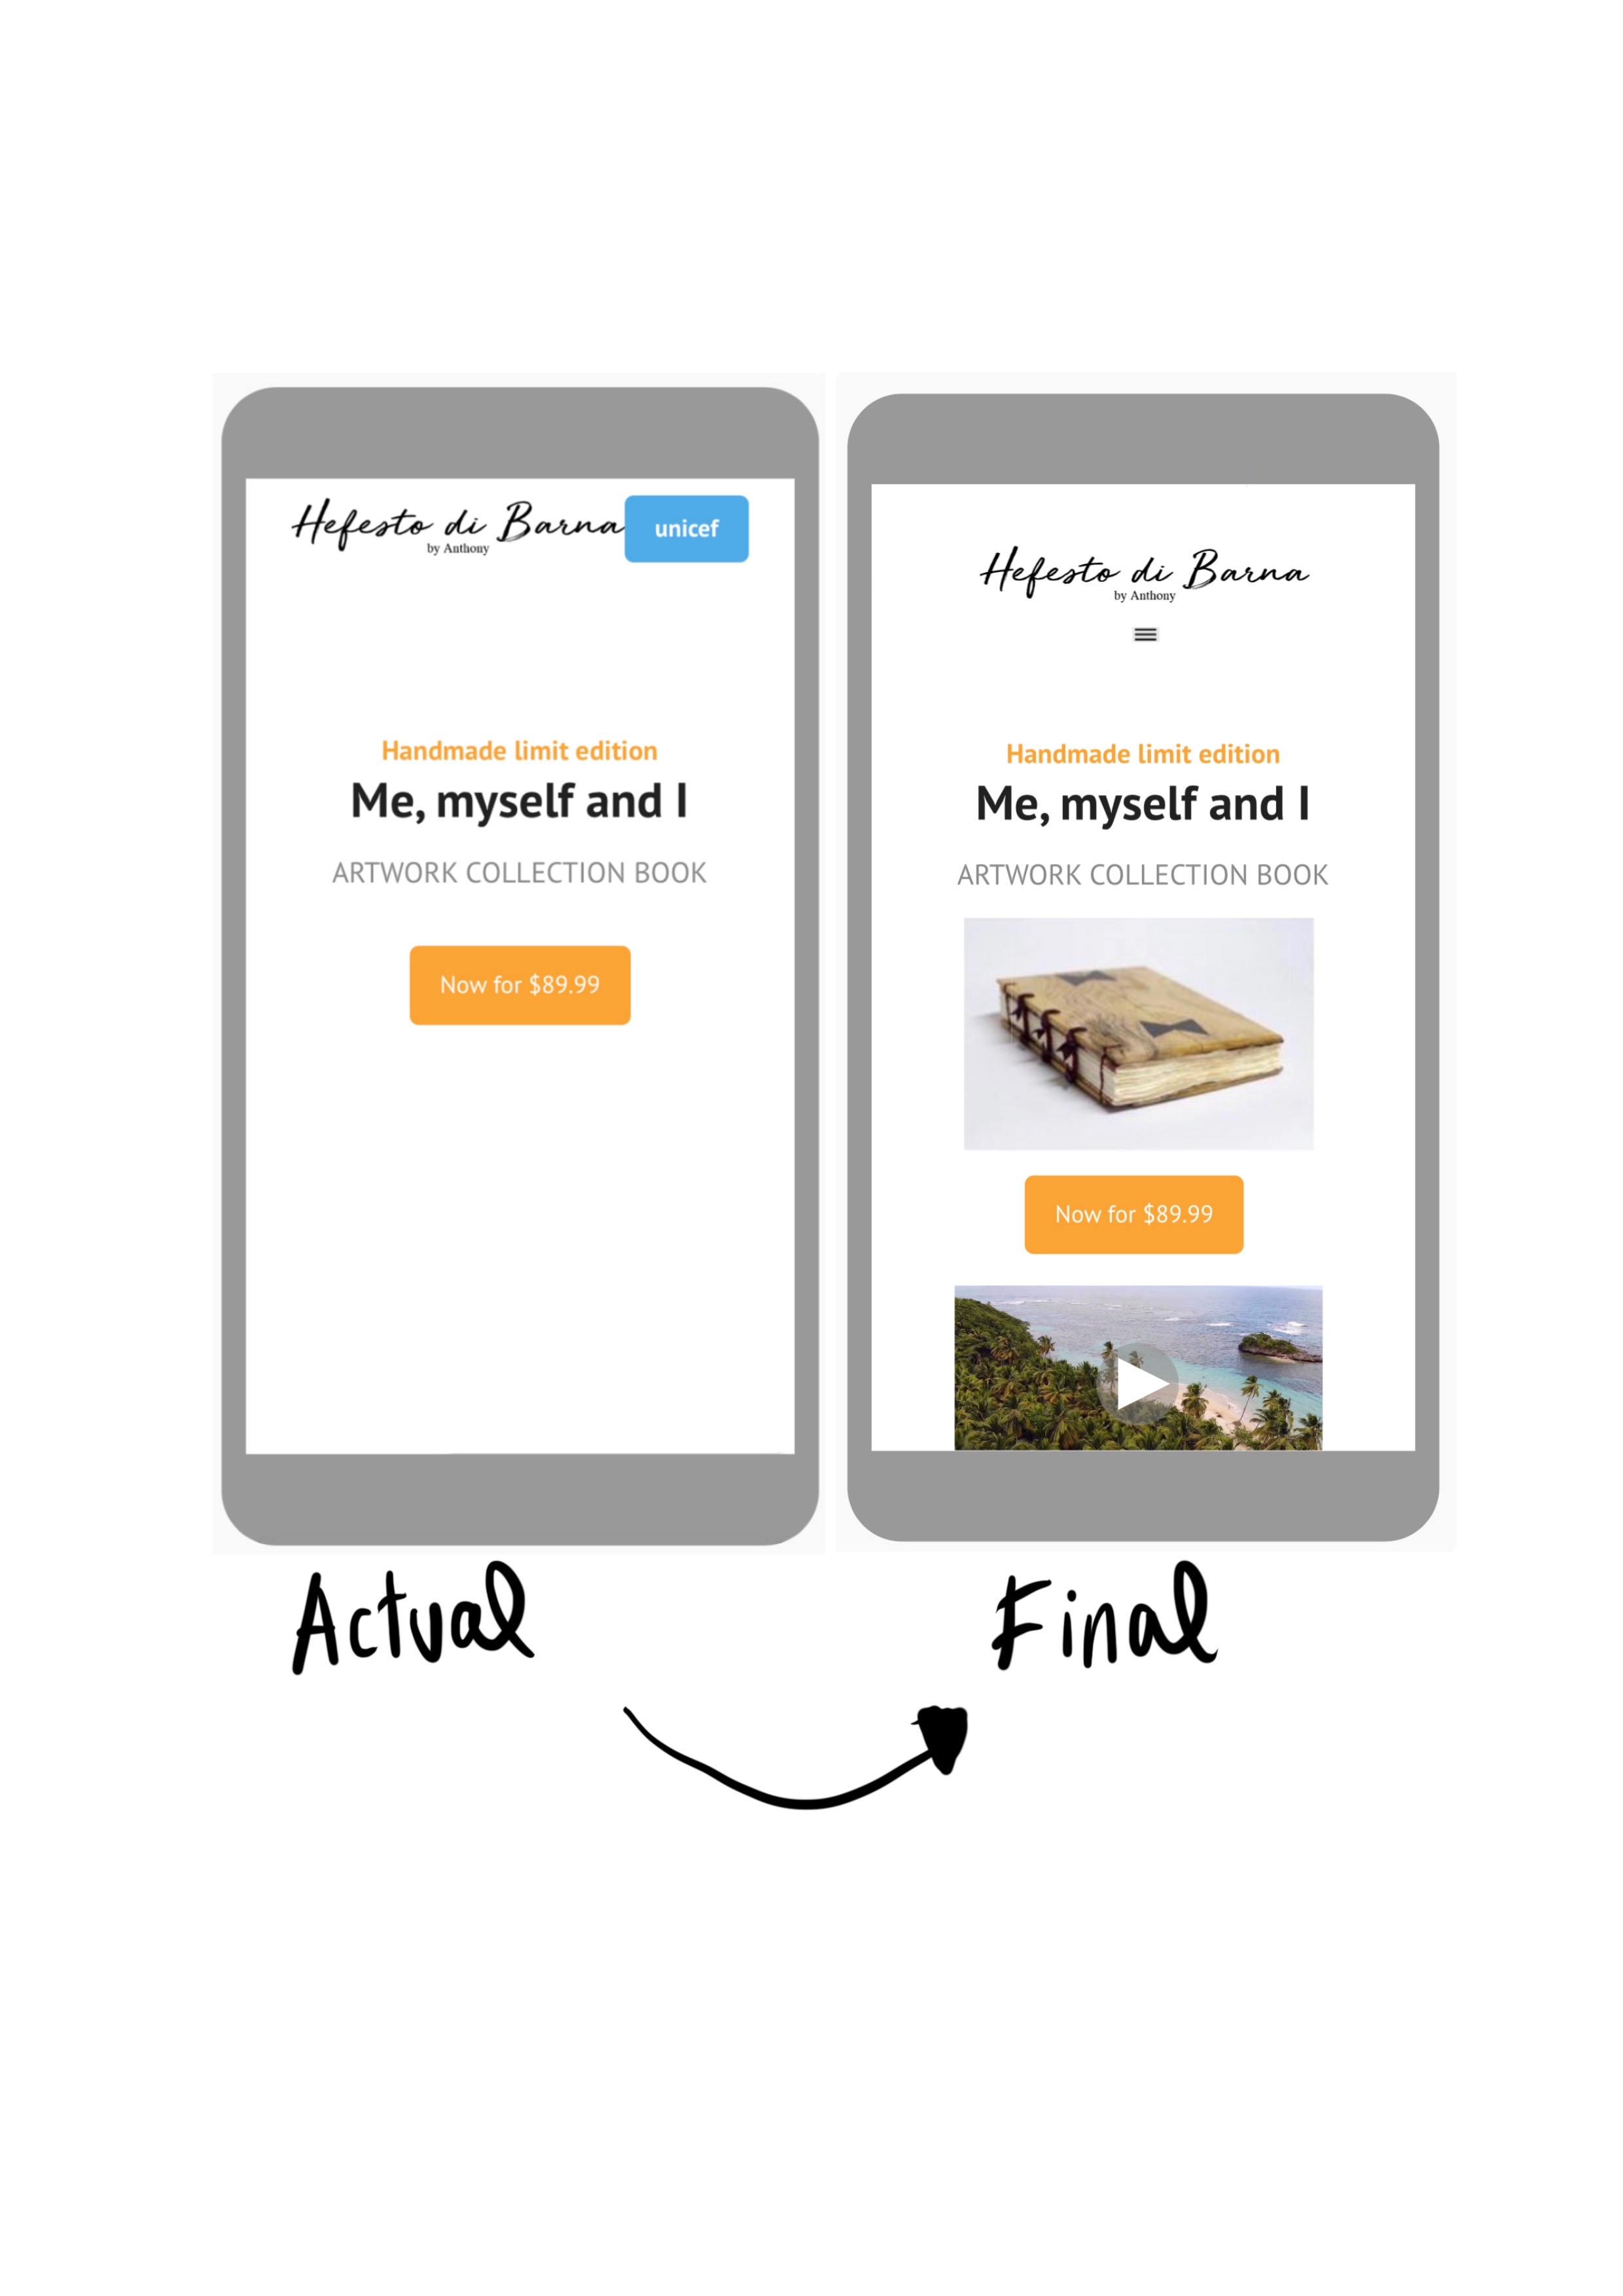 Hefesto di Barna
by Anthony
unicef
Handmade limit edition
Me, myself and I
ARTWORK COLLECTION BOOK
Now for $89.99
Actual
Hefesto di Barna
by Anthony
Handmade limit edition
Me, myself and I
ARTWORK COLLECTION BOOK
Now for $89.99
Final